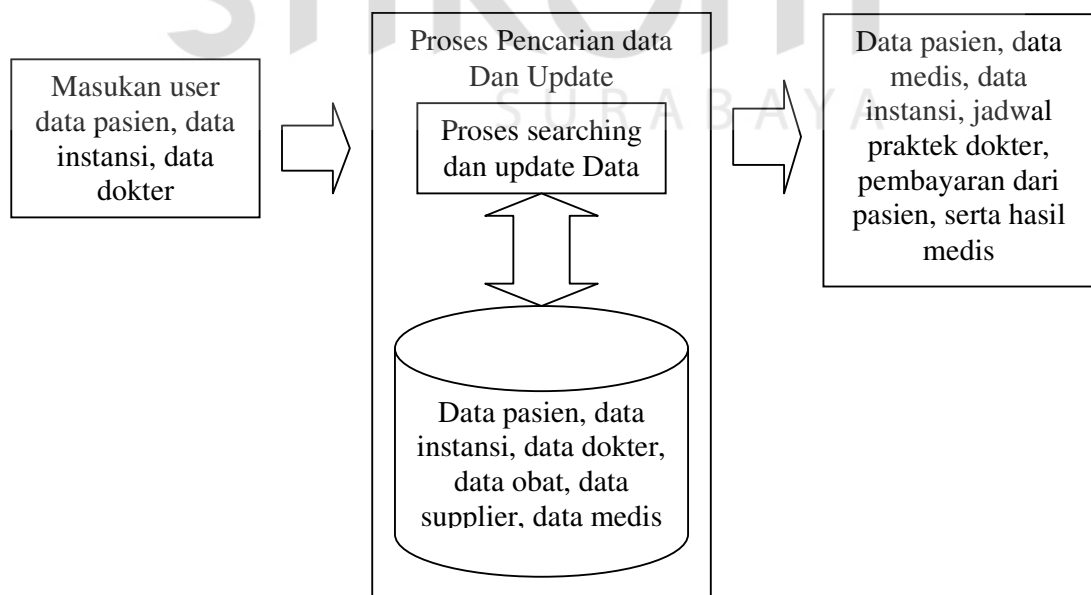 SURABAYA
Masukan user
data pasien, data
instansi, data
dokter
Proses Pencarian data
Dan Update
Proses searching
dan update Data
Data pasien, data
instansi, data dokter,
data obat, data
supplier, data medis
Data pasien, data
medis, data
instansi, jadwal
praktek dokter,
pembayaran dari
pasien, serta hasil
medis